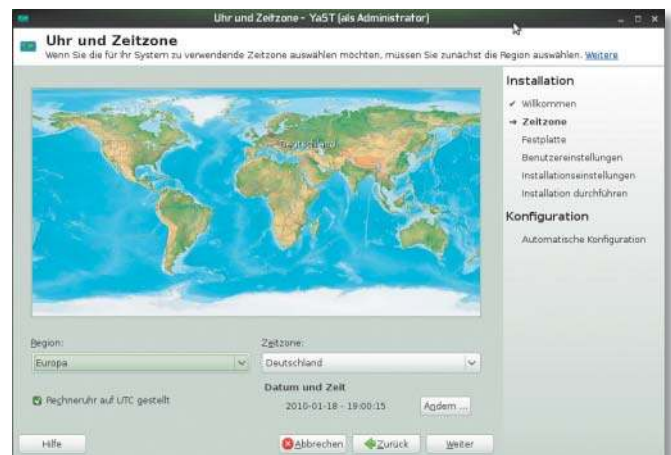 Uhr und Zeitzone - YaST (als Administrator)
Uhr und Zeitzone
Wenn Sie die für Ihr System zu verwendende Zeitzone auswählen möchten, müssen Sie zunächst die Region auswählen. Weitere
Deutschland
Region:
Europa
Zeitzone:
Deutschland
Rechneruhr auf UTC gestellt
Datum und Zeit
2010-01-18 - 19:00:15
Ändern ...
Hilfe
Abbrechen
Zurück
Weiter
Installation
Willkommen
Zeitzone
Festplatte
Benutzereinstellungen
Installationseinstellungen
Installation durchführen
Konfiguration
Automatische Konfiguration